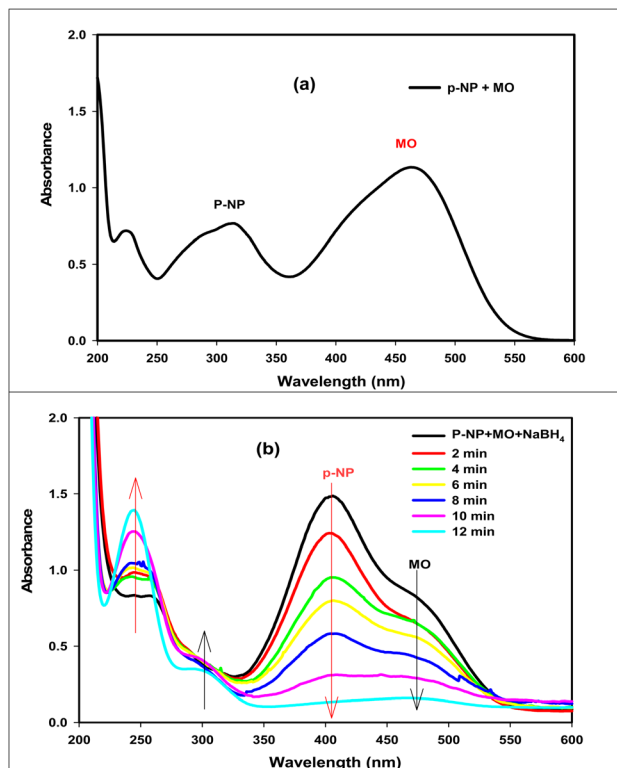 2.0
(a)
p-NP + MO
1.5
MO
P-NP
1.0
0.5
0.0
Absorbance
200 250 300 350 400 450 500 550 600
Wavelength (nm)
2.0
(b)
P-NP+MO+NaBH₄
2 min
4 min
6 min
8 min
10 min
12 min
p-NP
1.5
MO
1.0
0.5
0.0
Absorbance
200 250 300 350 400 450 500 550 600
Wavelength (nm)